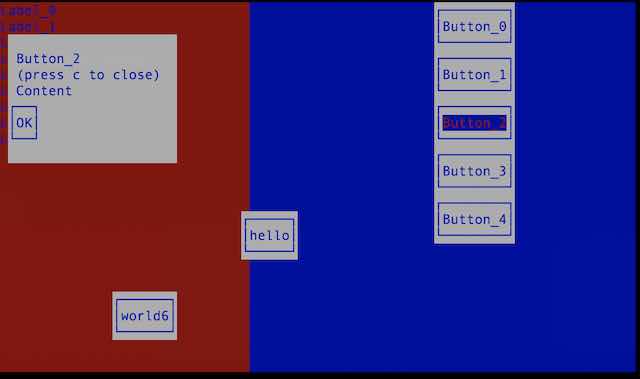 Label_0
Label_1
Button_2
(press c to close)
Content
OK
Button_0
Button_1
Button_2
Button_3
Button_4
hello
world6